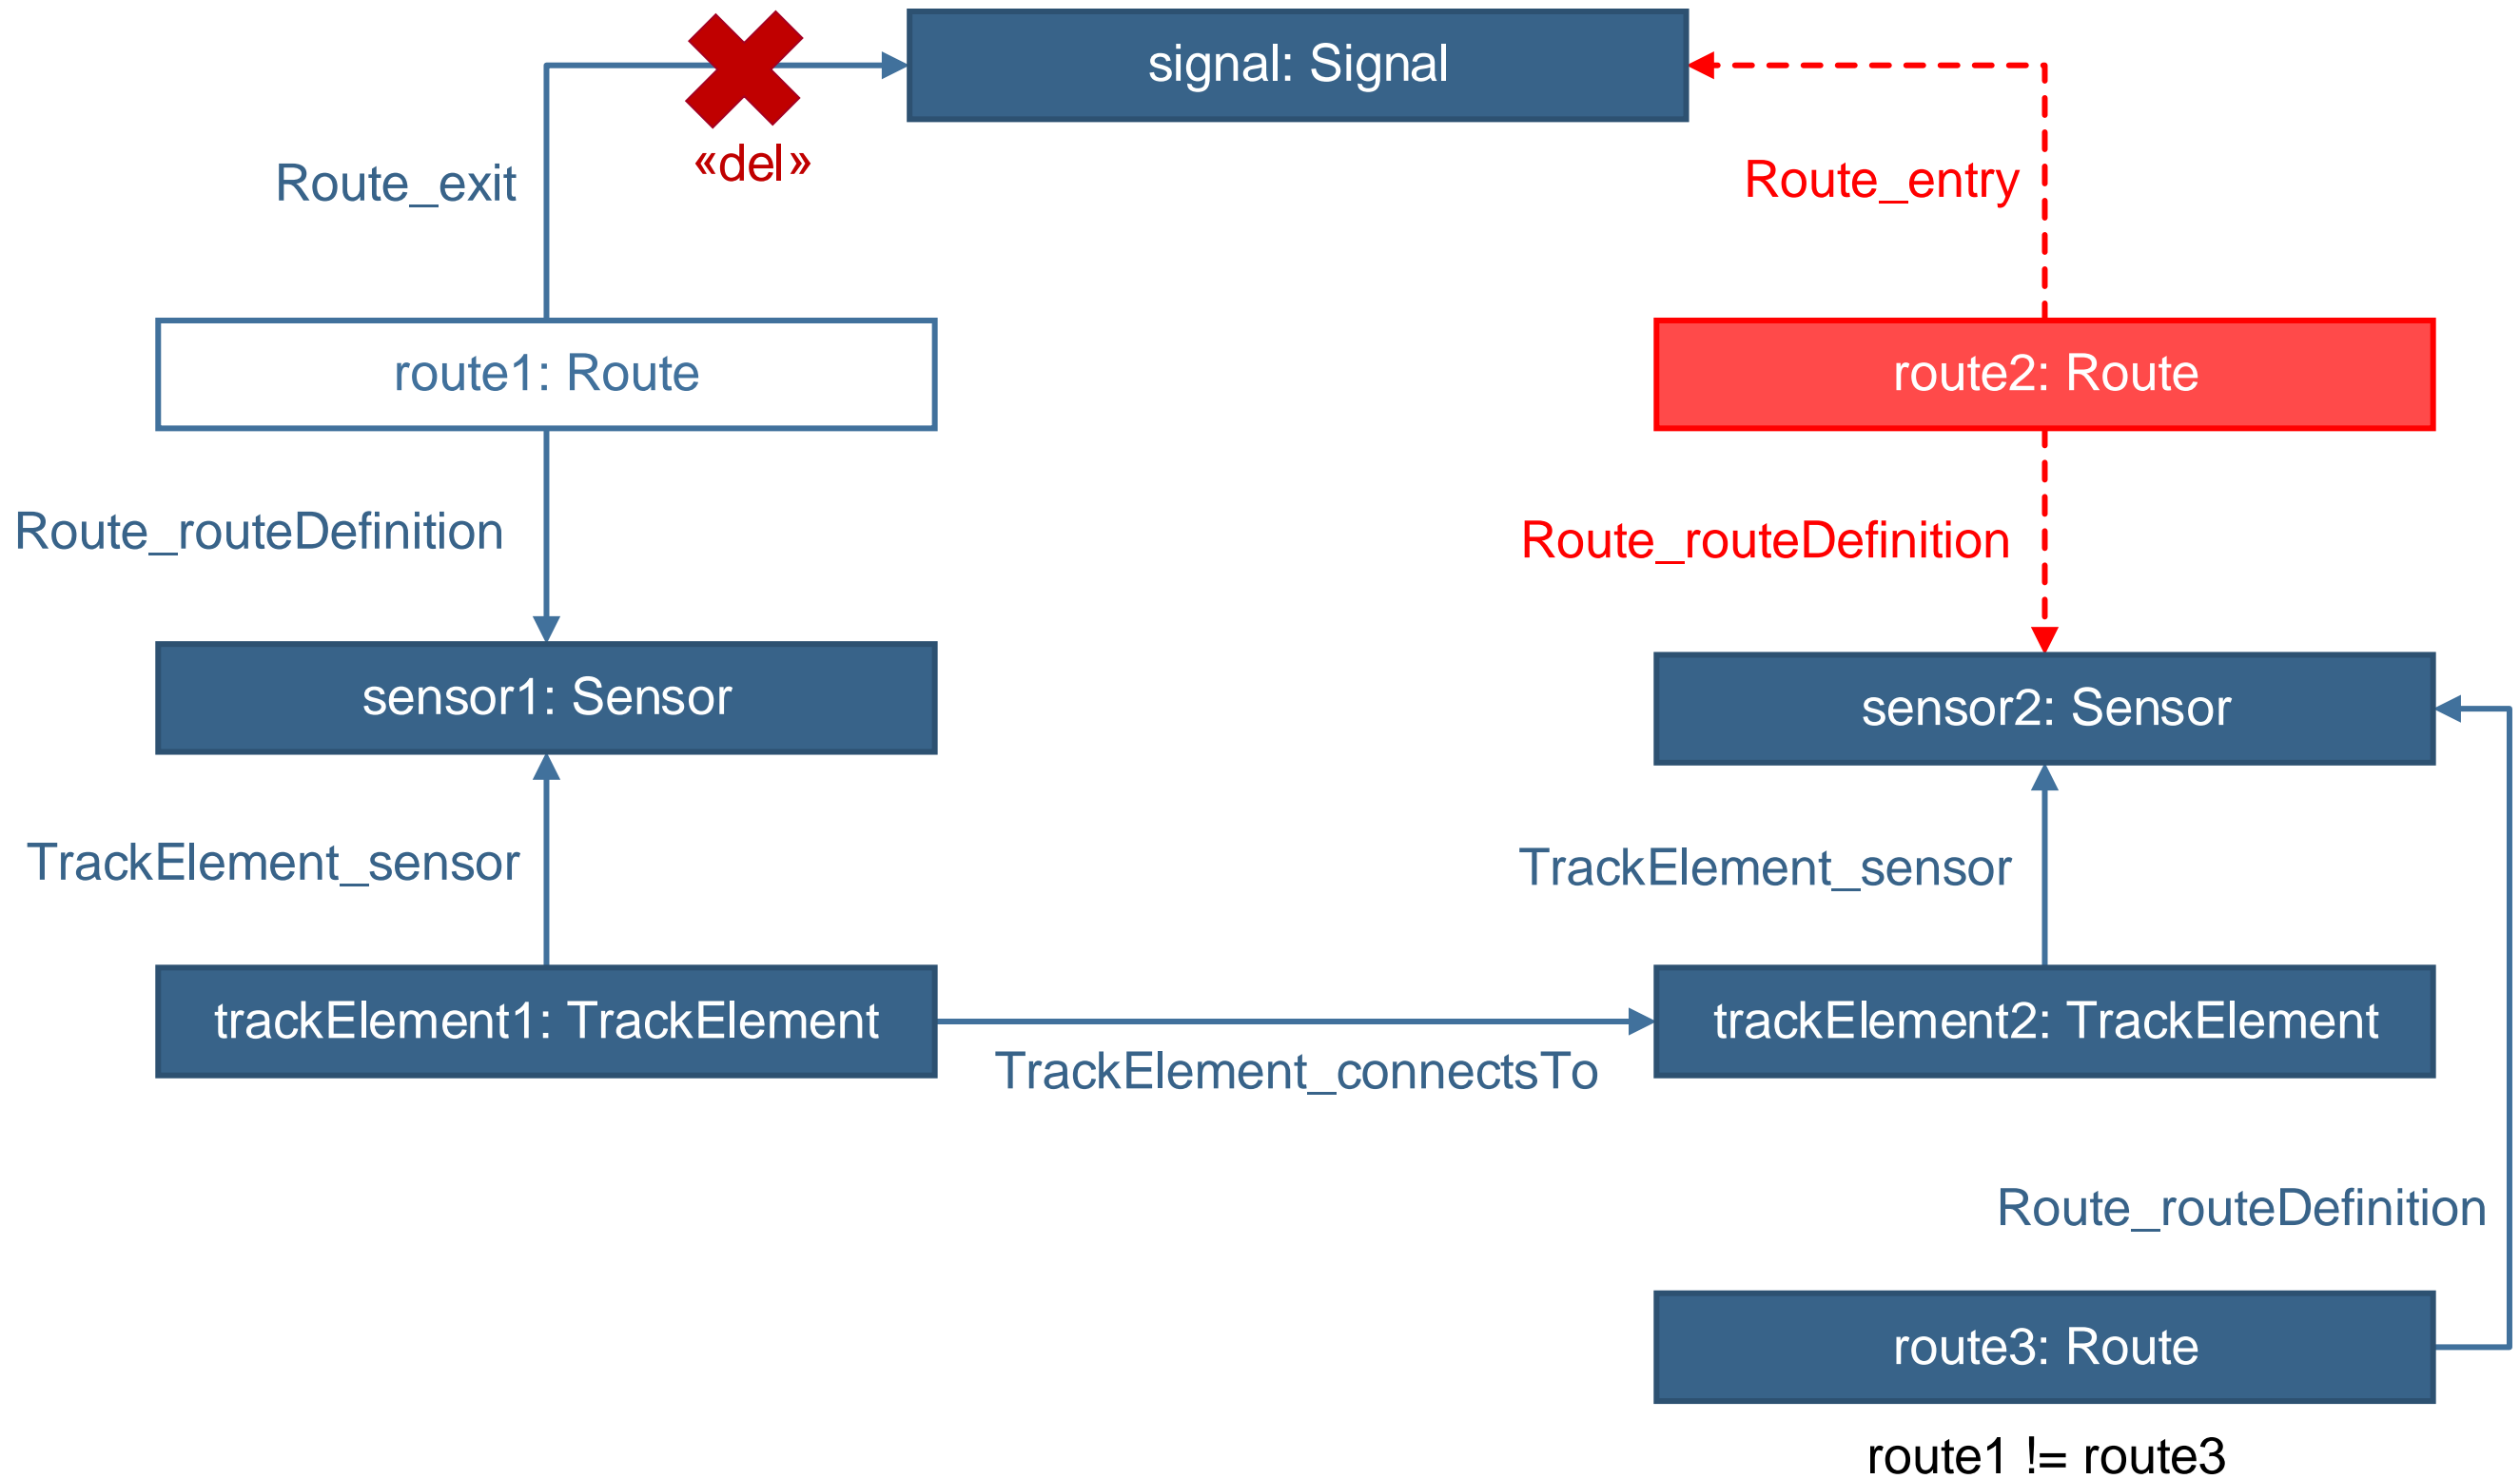 signal: Signal
«del»
Route_exit
Route_entry
route1: Route
route2: Route
Route_routeDefinition
Route_routeDefinition
sensor1: Sensor
sensor2: Sensor
TrackElement_sensor
TrackElement_sensor
trackElement1: TrackElement
trackElement2: TrackElement
TrackElement_connectsTo
Route_routeDefinition
route3: Route
route1 != route3